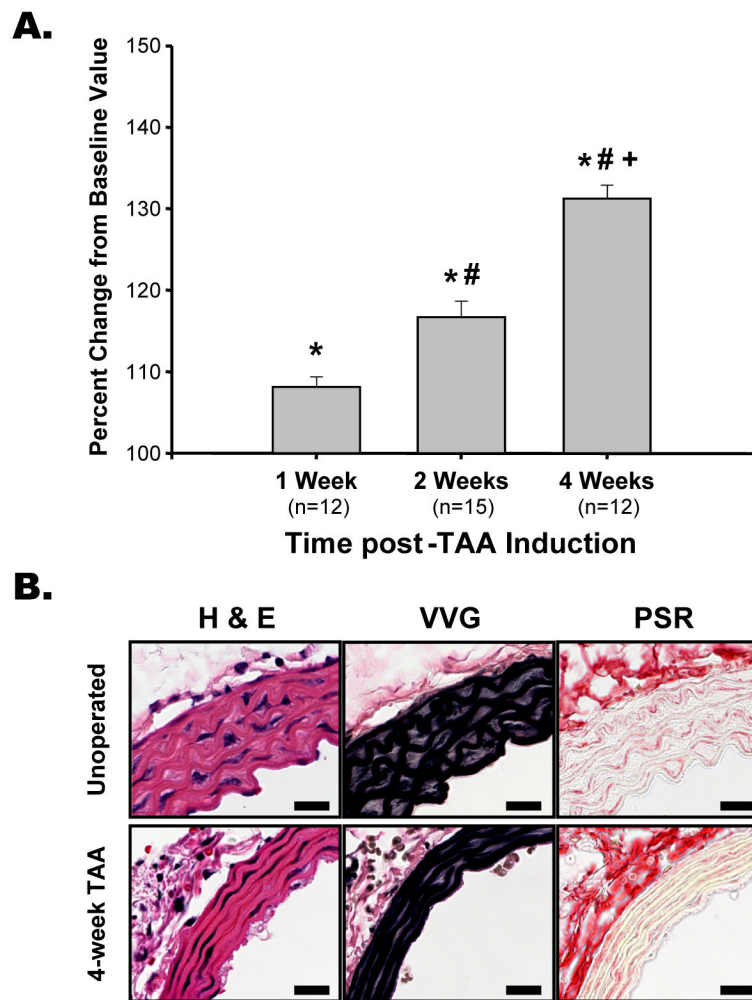 A.
Percent Change from Baseline Value
150
140
130
120
110
100
*
*#
*# +
1 Week
(n=12)
2 Weeks
(n=15)
4 Weeks
(n=12)
Time post-TAA Induction
B.
H & E
VVG
PSR
Unoperated
4-week TAA